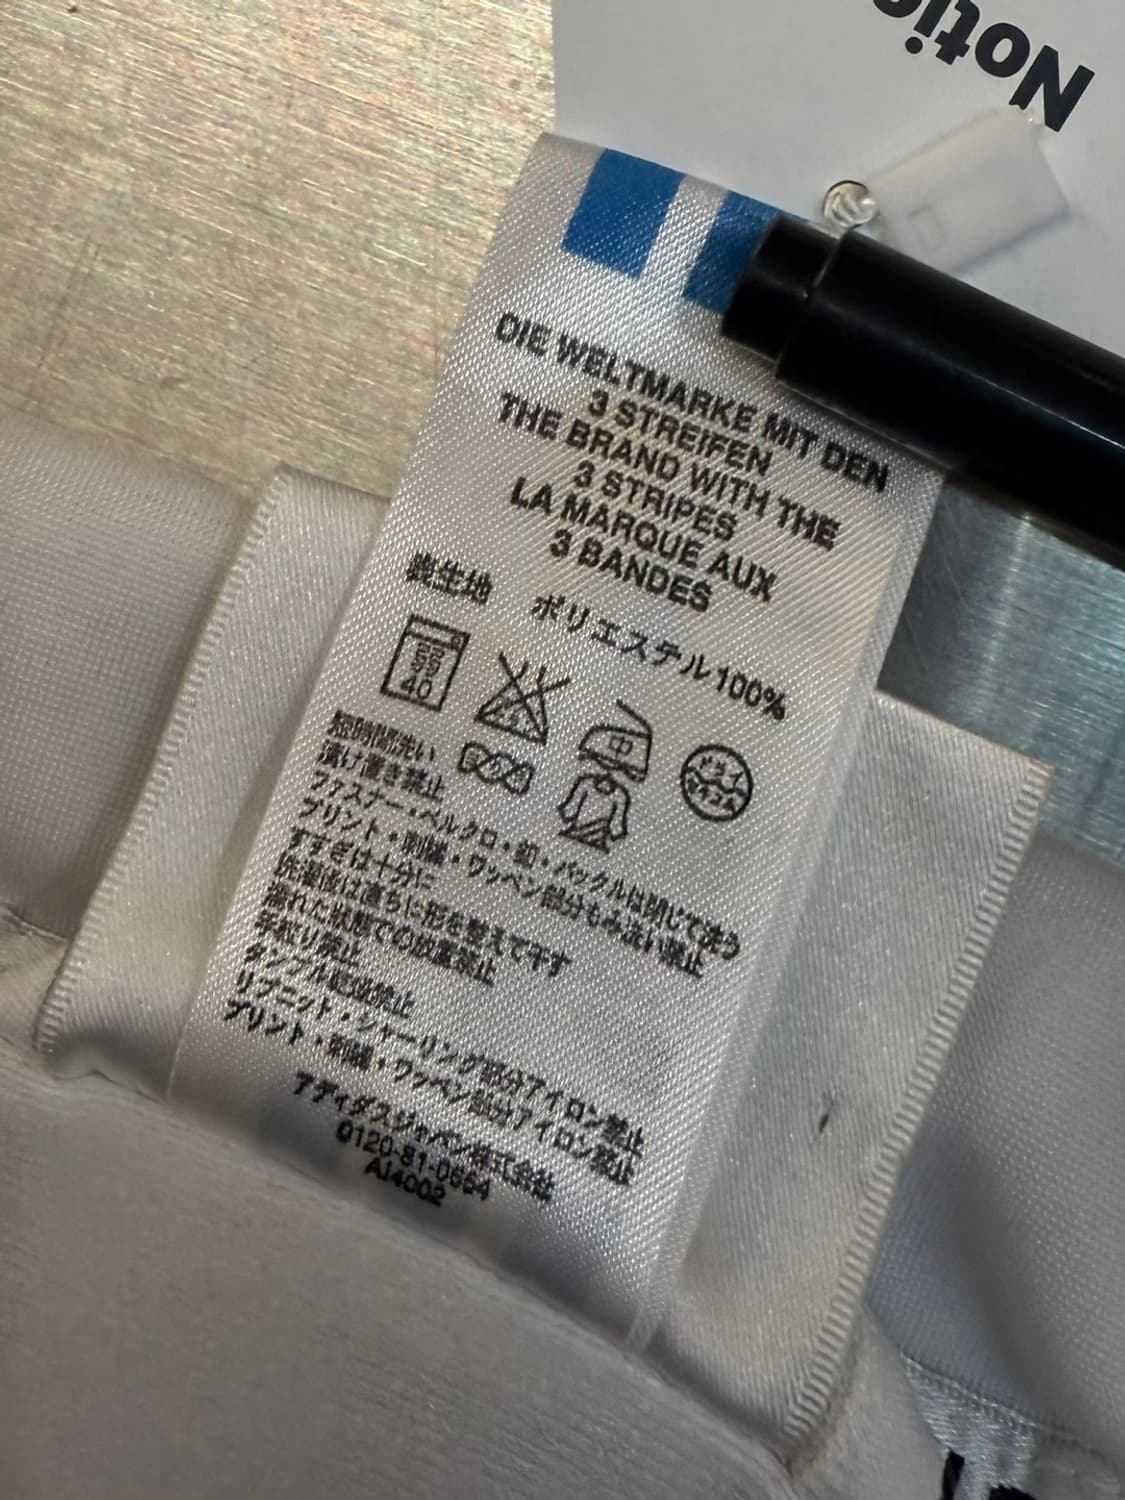 Notic
DIE WELTMARKE MIT DEN
3 STREIFEN
THE BRAND WITH THE
3 STRIPES
LA MARQUE AUX
3 BANDES
表生地 ポリエステル100%
40
中
ドライ
短時間洗い
漬け置き禁止
ファスナー・ベルクロ・釦・バックルは閉じて洗う
プリント・刺繍・ワッペン部分もみ洗い禁止
すすぎは十分に
洗濯後は直ちに形を整えて干す
濡れた状態での放置禁止
手絞り禁止
タンブル乾燥禁止
リブニット・シャーリング部分アイロン禁止
プリント・刺繍・ワッペン部分アイロン禁止
アディダスジャパン株式会社
0120-81-0654
AJ4002